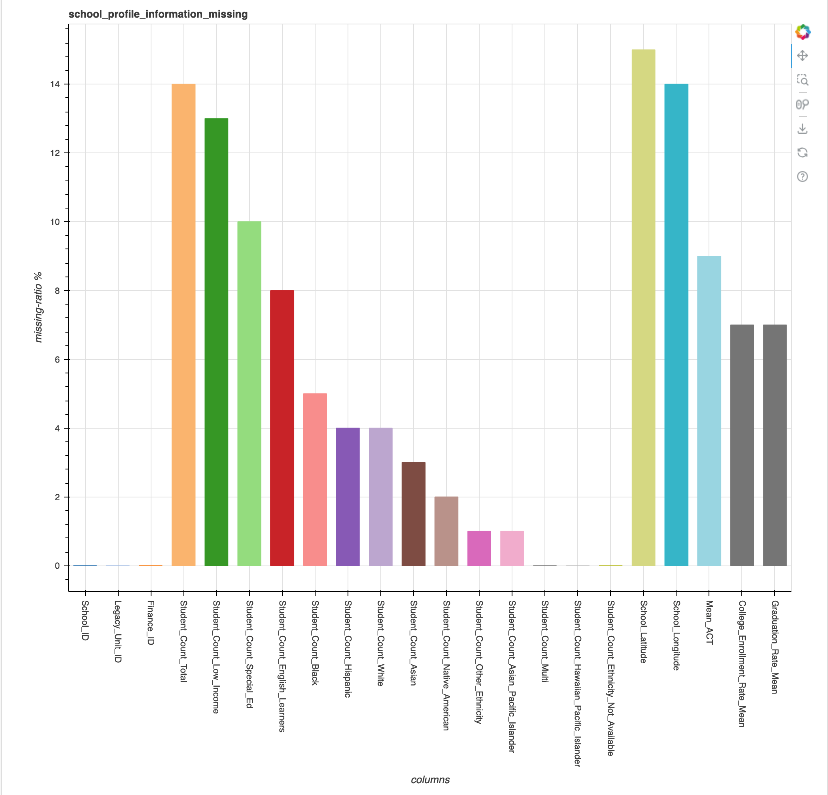 school_profile_information_missing
14
12
10
8
6
4
2
0
missing-ratio %
School_ID
Legacy_Unit_ID
Finance_ID
Student_Count_Total
Student_Count_Low_Income
Student_Count_Special_Ed
Student_Count_English_Learners
Student_Count_Black
Student_Count_Hispanic
Student_Count_White
Student_Count_Asian
Student_Count_Native_American
Student_Count_Other_Ethnicity
Student_Count_Asian_Pacific_Islander
Student_Count_Multi
Student_Count_Hawaiian_Pacific_Islander
Student_Count_Ethnicity_Not_Available
School_Latitude
School_Longitude
Mean_ACT
College_Enrollment_Rate_Mean
Graduation_Rate_Mean
columns